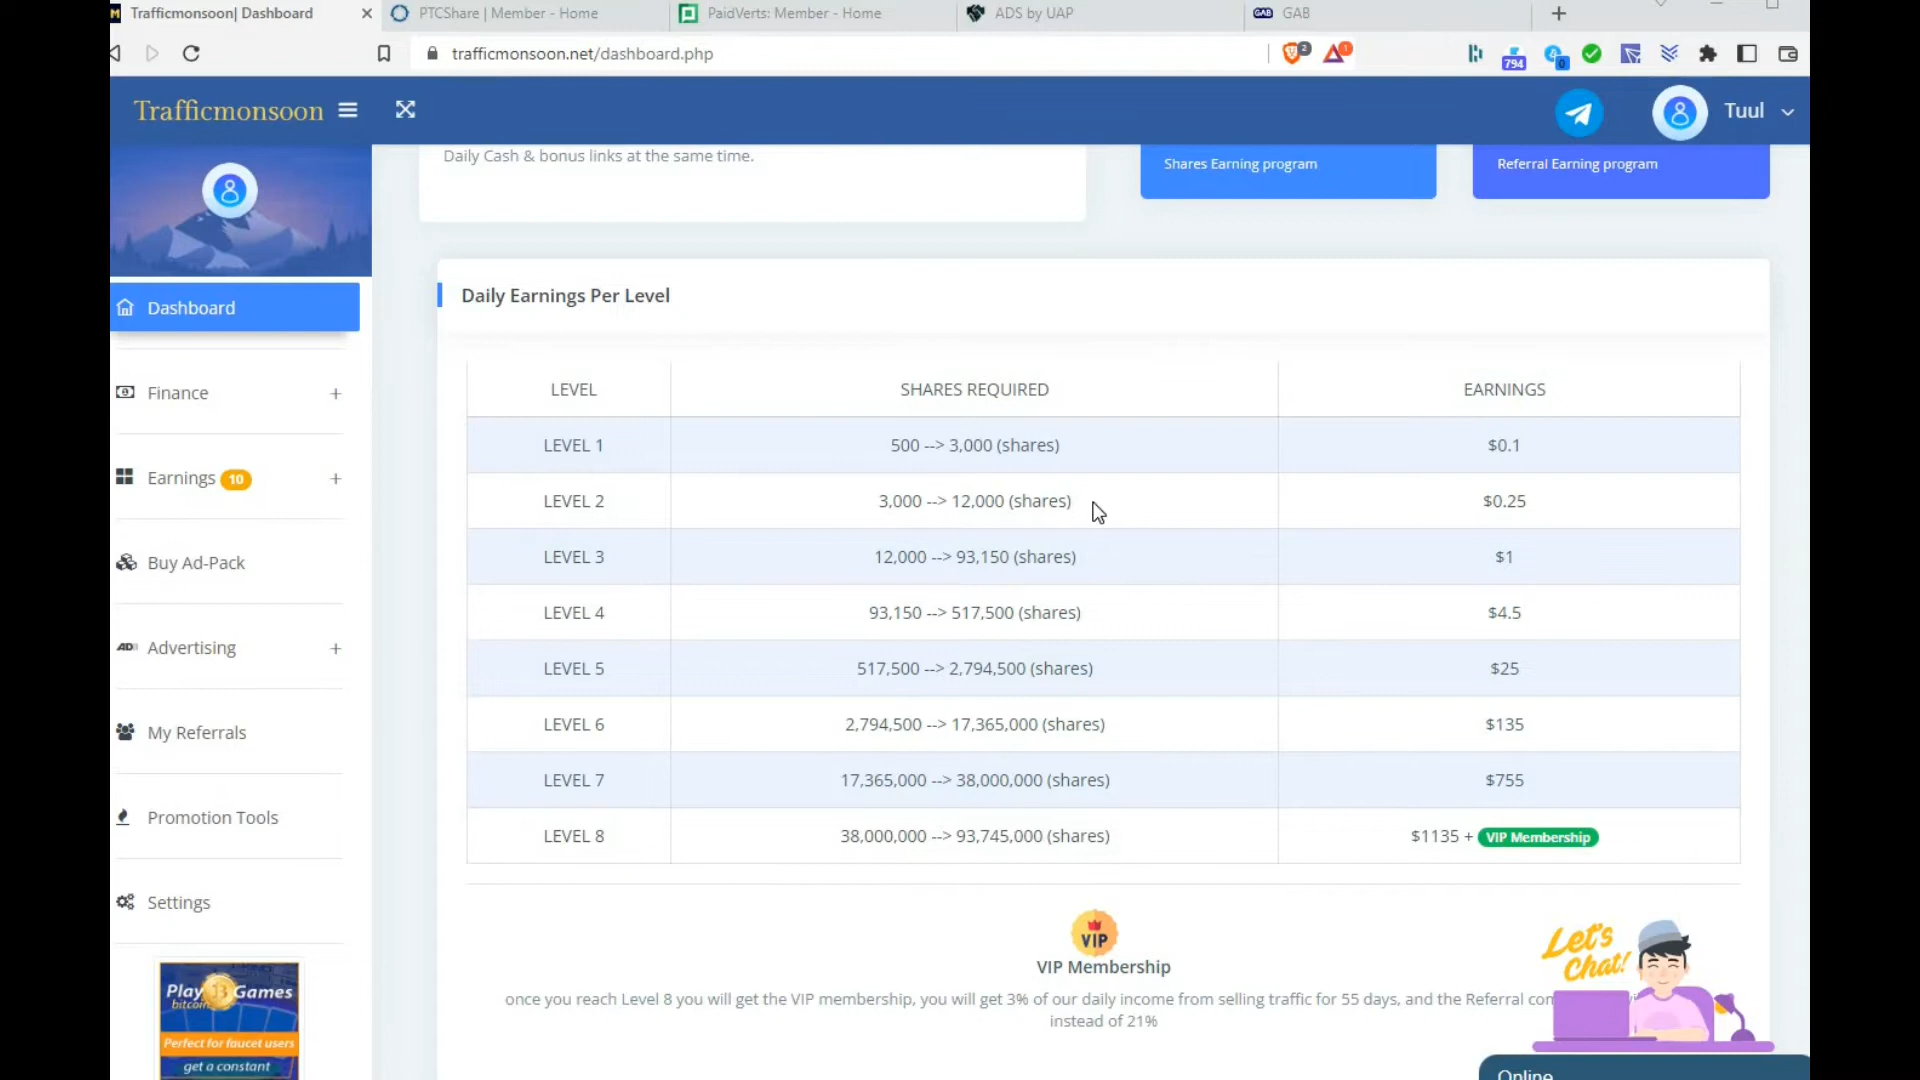 Trafficmonsoon| Dashboard
PTCShare | Member - Home
PaidVerts: Member - Home
ADS by UAP
GAB GAB
trafficmonsoon.net/dashboard.php
2
1
794
0
Trafficmonsoon
Tuul
Daily Cash & bonus links at the same time.
Shares Earning program
Referral Earning program
Dashboard
Finance
Earnings 10
Buy Ad-Pack
AD Advertising
My Referrals
Promotion Tools
Settings
Play Games
bitcoin
Perfect for faucet users
get a constant
Daily Earnings Per Level
LEVEL SHARES REQUIRED EARNINGS
LEVEL 1 500 --> 3,000 (shares) $0.1
LEVEL 2 3,000 --> 12,000 (shares) $0.25
LEVEL 3 12,000 --> 93,150 (shares) $1
LEVEL 4 93,150 --> 517,500 (shares) $4.5
LEVEL 5 517,500 --> 2,794,500 (shares) $25
LEVEL 6 2,794,500 --> 17,365,000 (shares) $135
LEVEL 7 17,365,000 --> 38,000,000 (shares) $755
LEVEL 8 38,000,000 --> 93,745,000 (shares) $1135 + VIP Membership
VIP
VIP Membership
once you reach Level 8 you will get the VIP membership, you will get 3% of our daily income from selling traffic for 55 days, and the Referral
instead of 21%
Let's
Chat!
Online